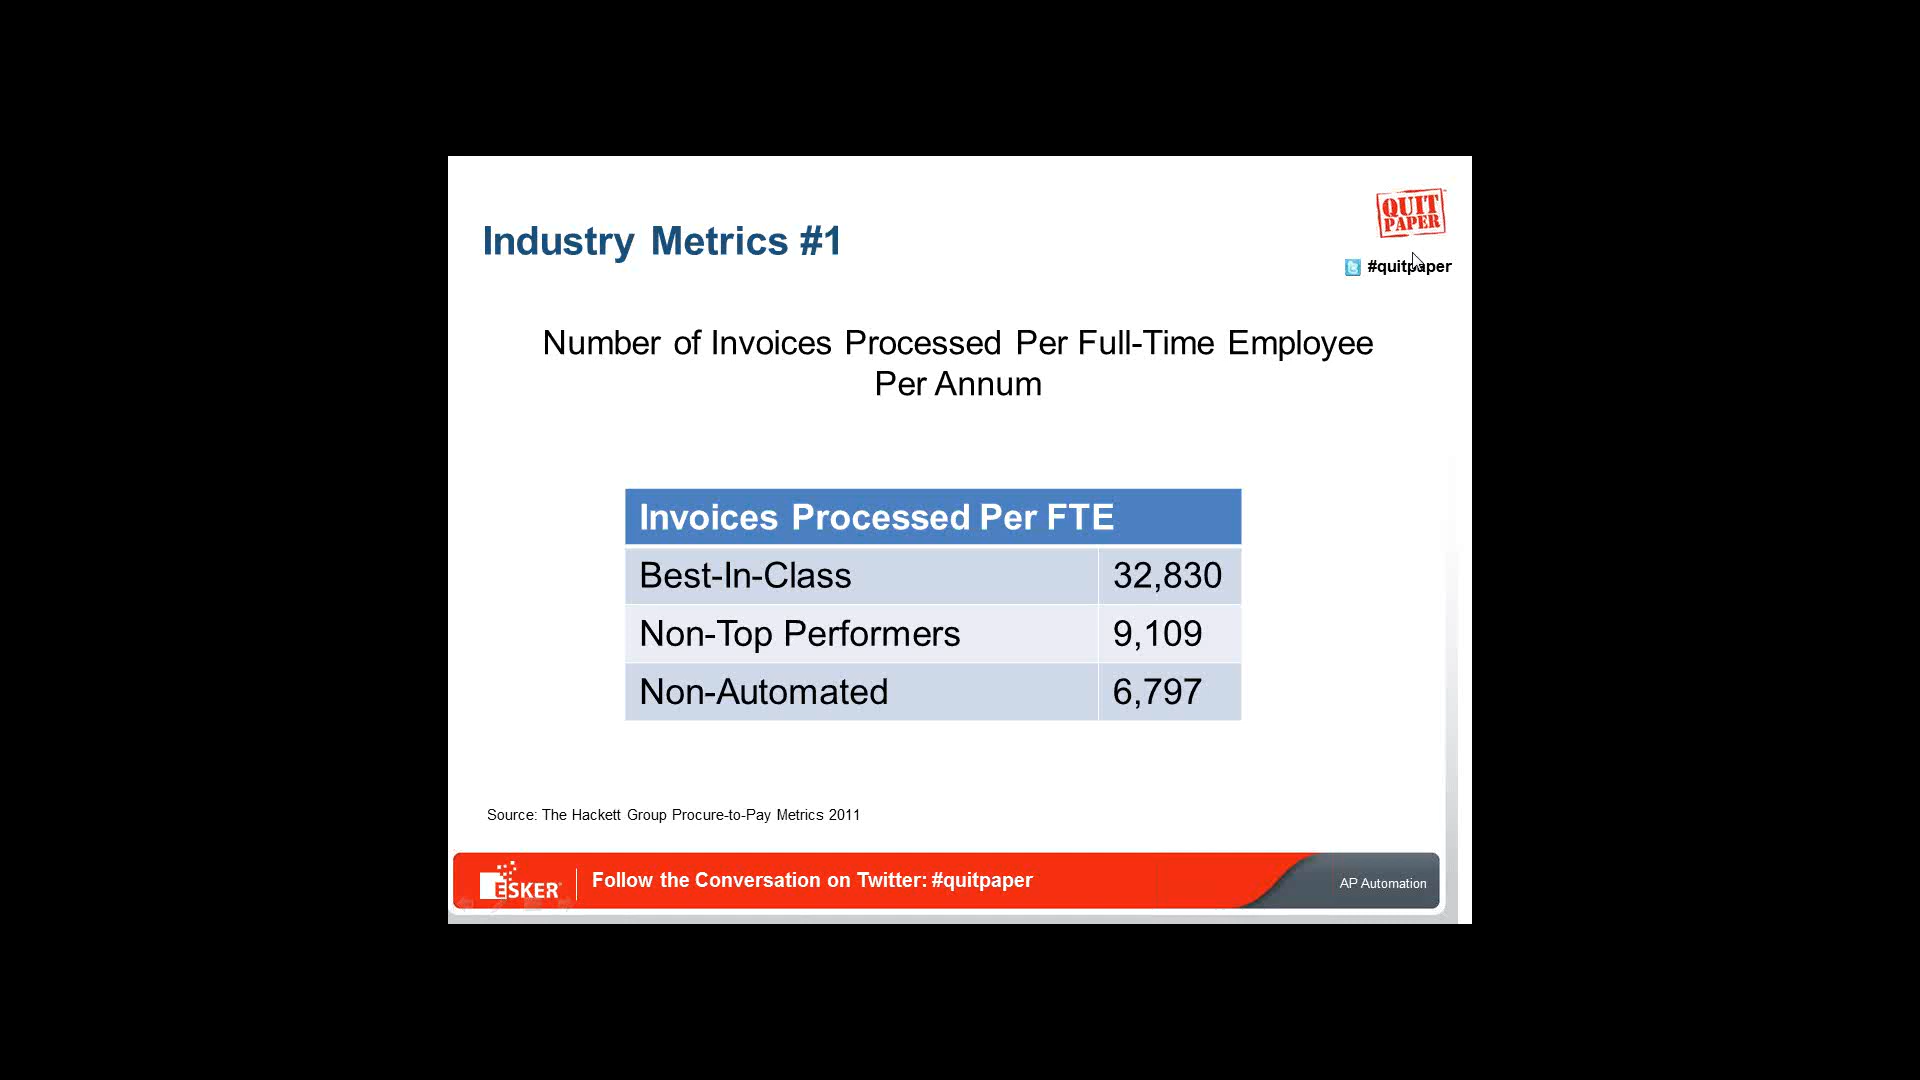 Industry Metrics #1
QUIT
PAPER
#quitpaper
Number of Invoices Processed Per Full-Time Employee
Per Annum
Invoices Processed Per FTE
Best-In-Class 32,830
Non-Top Performers 9,109
Non-Automated 6,797
Source: The Hackett Group Procure-to-Pay Metrics 2011
ESKER Follow the Conversation on Twitter: #quitpaper
AP Automation